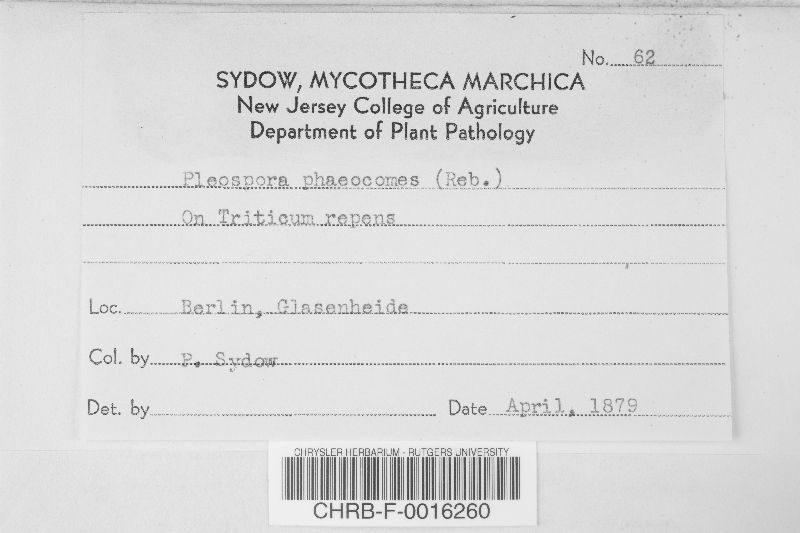 No. 62
SYDOW, MYCOTHECA MARCHICA
New Jersey College of Agriculture
Department of Plant Pathology
Pleospora phaeocomes (Reb.)
On Triticum repens
Loc. Berlin, Glasenheide
Col. by P. Sydow
Det. by Date April, 1879
CHRYSLER HERBARIUM - RUTGERS UNIVERSITY
CHRB-F-0016260